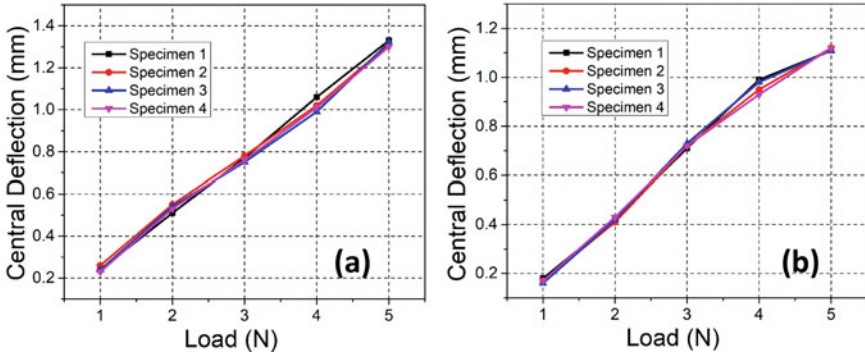 1.4
1.2
1.0
0.8
0.6
0.4
0.2
Central Deflection (mm)
Specimen 1
Specimen 2
Specimen 3
Specimen 4
(a)
1 2 3 4 5
Load (N)
1.2
1.0
0.8
0.6
0.4
0.2
Central Deflection (mm)
Specimen 1
Specimen 2
Specimen 3
Specimen 4
(b)
1 2 3 4 5
Load (N)